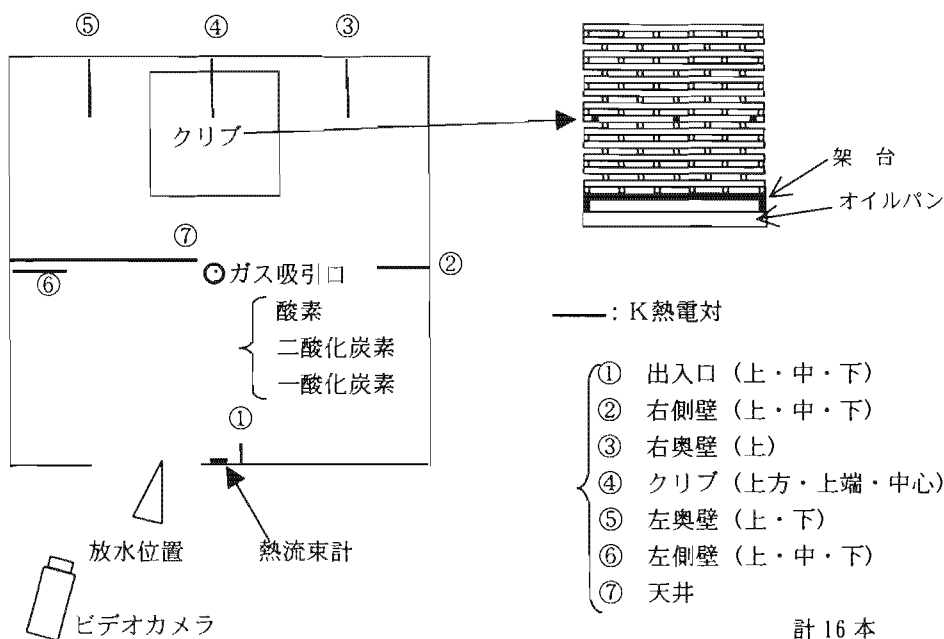 ⑤
④
③
クリブ
架 台
オイルパン
⑦
⑥
ガス吸引口
②
酸素
二酸化炭素
一酸化炭素
①
放水位置
熱流束計
ビデオカメラ
：K熱電対
① 出入口（上・中・下）
② 右側壁（上・中・下）
③ 右奥壁（上）
④ クリブ（上方・上端・中心）
⑤ 左奥壁（上・下）
⑥ 左側壁（上・中・下）
⑦ 天井
計 16 本